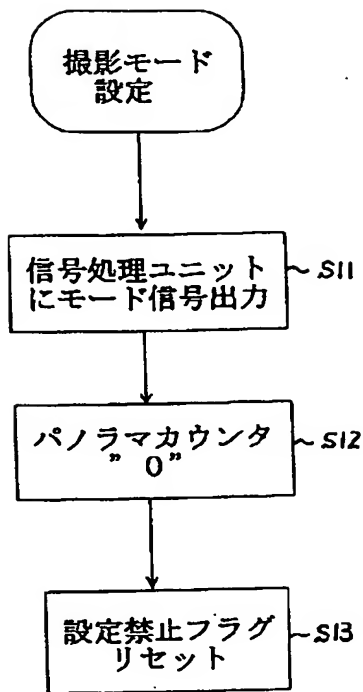 撮影モード
設定
信号処理ユニット
にモード信号出力
~S11
パノラマカウンタ
"0"
~S12
設定禁止フラグ
リセット
~S13